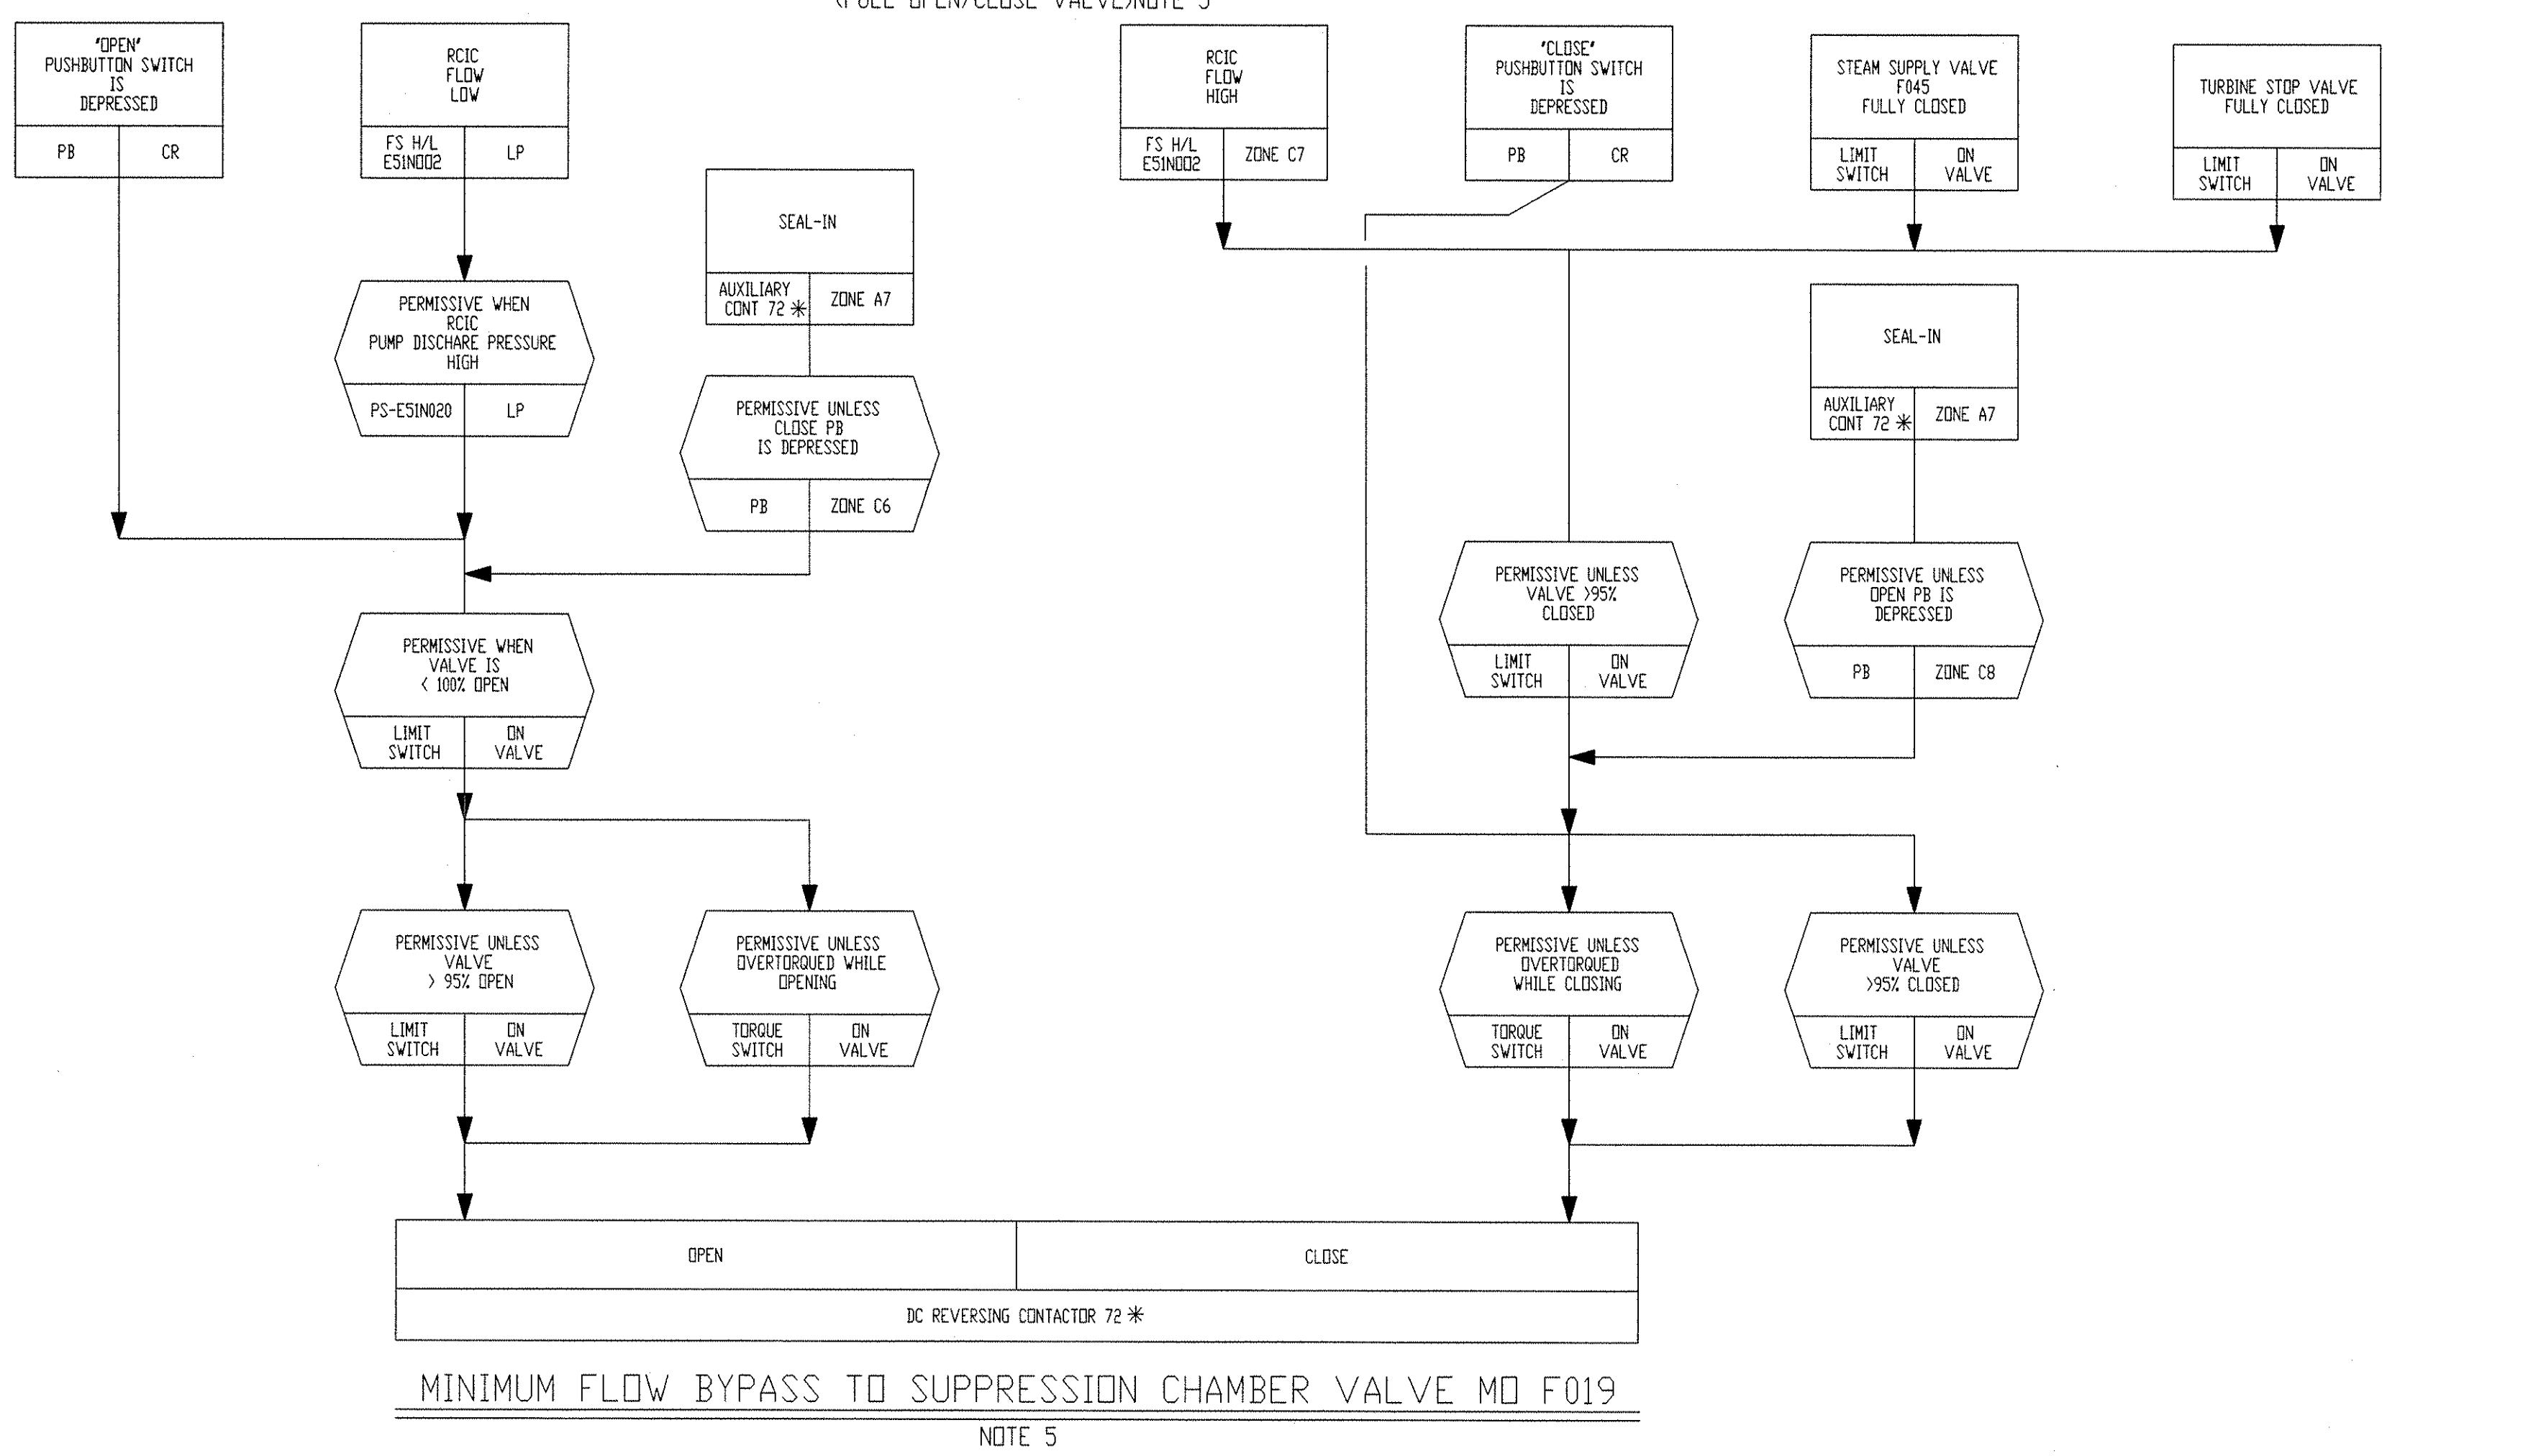 (FULL OPEN/CLOSE VALVE)NOTE 5
"OPEN"
PUSHBUTTON SWITCH
IS
DEPRESSED
PB
CR
RCIC
FLOW
LOW
FS H/L
E51N002
LP
SEAL-IN
AUXILIARY
CONT 72 *
ZONE A7
PERMISSIVE WHEN
RCIC
PUMP DISCHARE PRESSURE
HIGH
PS-E51N020
LP
PERMISSIVE UNLESS
CLOSE PB
IS DEPRESSED
PB
ZONE C6
PERMISSIVE WHEN
VALVE IS
< 100% OPEN
LIMIT
SWITCH
ON
VALVE
PERMISSIVE UNLESS
VALVE
> 95% OPEN
LIMIT
SWITCH
ON
VALVE
PERMISSIVE UNLESS
OVERTORQUED WHILE
OPENING
TORQUE
SWITCH
ON
VALVE
RCIC
FLOW
HIGH
FS H/L
E51N002
ZONE C7
"CLOSE"
PUSHBUTTON SWITCH
IS
DEPRESSED
PB
CR
STEAM SUPPLY VALVE
F045
FULLY CLOSED
LIMIT
SWITCH
ON
VALVE
TURBINE STOP VALVE
FULLY CLOSED
LIMIT
SWITCH
ON
VALVE
SEAL-IN
AUXILIARY
CONT 72 *
ZONE A7
PERMISSIVE UNLESS
VALVE >95%
CLOSED
LIMIT
SWITCH
ON
VALVE
PERMISSIVE UNLESS
OPEN PB IS
DEPRESSED
PB
ZONE C8
PERMISSIVE UNLESS
OVERTORQUED
WHILE CLOSING
TORQUE
SWITCH
ON
VALVE
PERMISSIVE UNLESS
VALVE
>95% CLOSED
LIMIT
SWITCH
ON
VALVE
OPEN
CLOSE
DC REVERSING CONTACTOR 72 *
MINIMUM FLOW BYPASS TO SUPPRESSION CHAMBER VALVE MO F019
NOTE 5